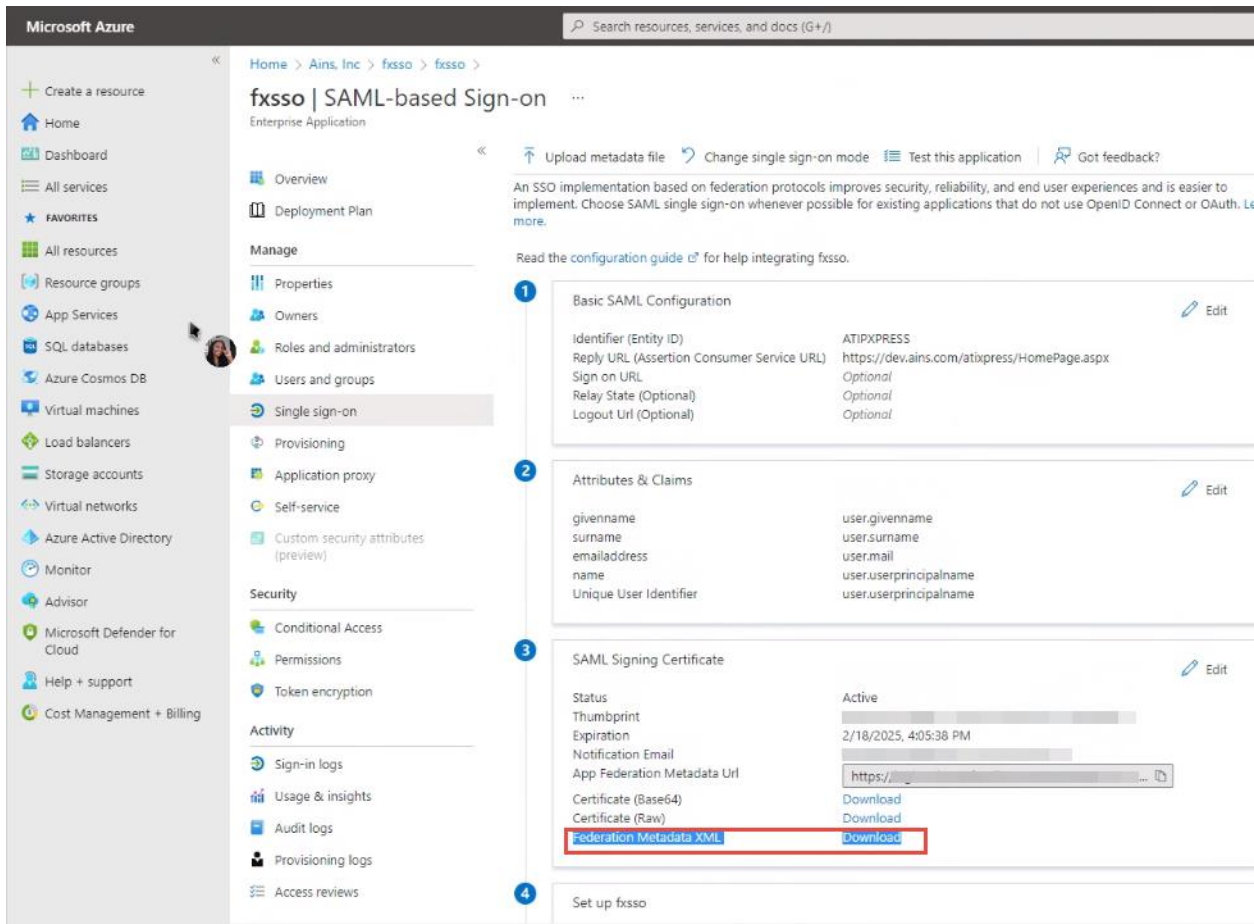 Microsoft Azure
Search resources, services, and docs (G+/)
Create a resource
Home
Dashboard
All services
FAVORITES
All resources
Resource groups
App Services
SQL databases
Azure Cosmos DB
Virtual machines
Load balancers
Storage accounts
Virtual networks
Azure Active Directory
Monitor
Advisor
Microsoft Defender for
Cloud
Help + support
Cost Management + Billing
Home > Ains, Inc > fxsso > fxsso >
fxsso | SAML-based Sign-on ...
Enterprise Application
Overview
Deployment Plan
Manage
Properties
Owners
Roles and administrators
Users and groups
Single sign-on
Provisioning
Application proxy
Self-service
Custom security attributes
(preview)
Security
Conditional Access
Permissions
Token encryption
Activity
Sign-in logs
Usage & insights
Audit logs
Provisioning logs
Access reviews
Upload metadata file Change single sign-on mode Test this application Got feedback?
An SSO implementation based on federation protocols improves security, reliability, and end user experiences and is easier to
implement. Choose SAML single sign-on whenever possible for existing applications that do not use OpenID Connect or OAuth. Le
more.
Read the configuration guide for help integrating fxsso.
1
Basic SAML Configuration
Edit
Identifier (Entity ID) ATIPXPRESS
Reply URL (Assertion Consumer Service URL) https://dev.ains.com/atixpress/HomePage.aspx
Sign on URL Optional
Relay State (Optional) Optional
Logout Url (Optional) Optional
2
Attributes & Claims
Edit
givenname user.givenname
surname user.surname
emailaddress user.mail
name user.userprincipalname
Unique User Identifier user.userprincipalname
3
SAML Signing Certificate
Edit
Status Active
Thumbprint
Expiration 2/18/2025, 4:05:38 PM
Notification Email
App Federation Metadata Url https:/ ...
Certificate (Base64) Download
Certificate (Raw) Download
Federation Metadata XML Download
4
Set up fxsso